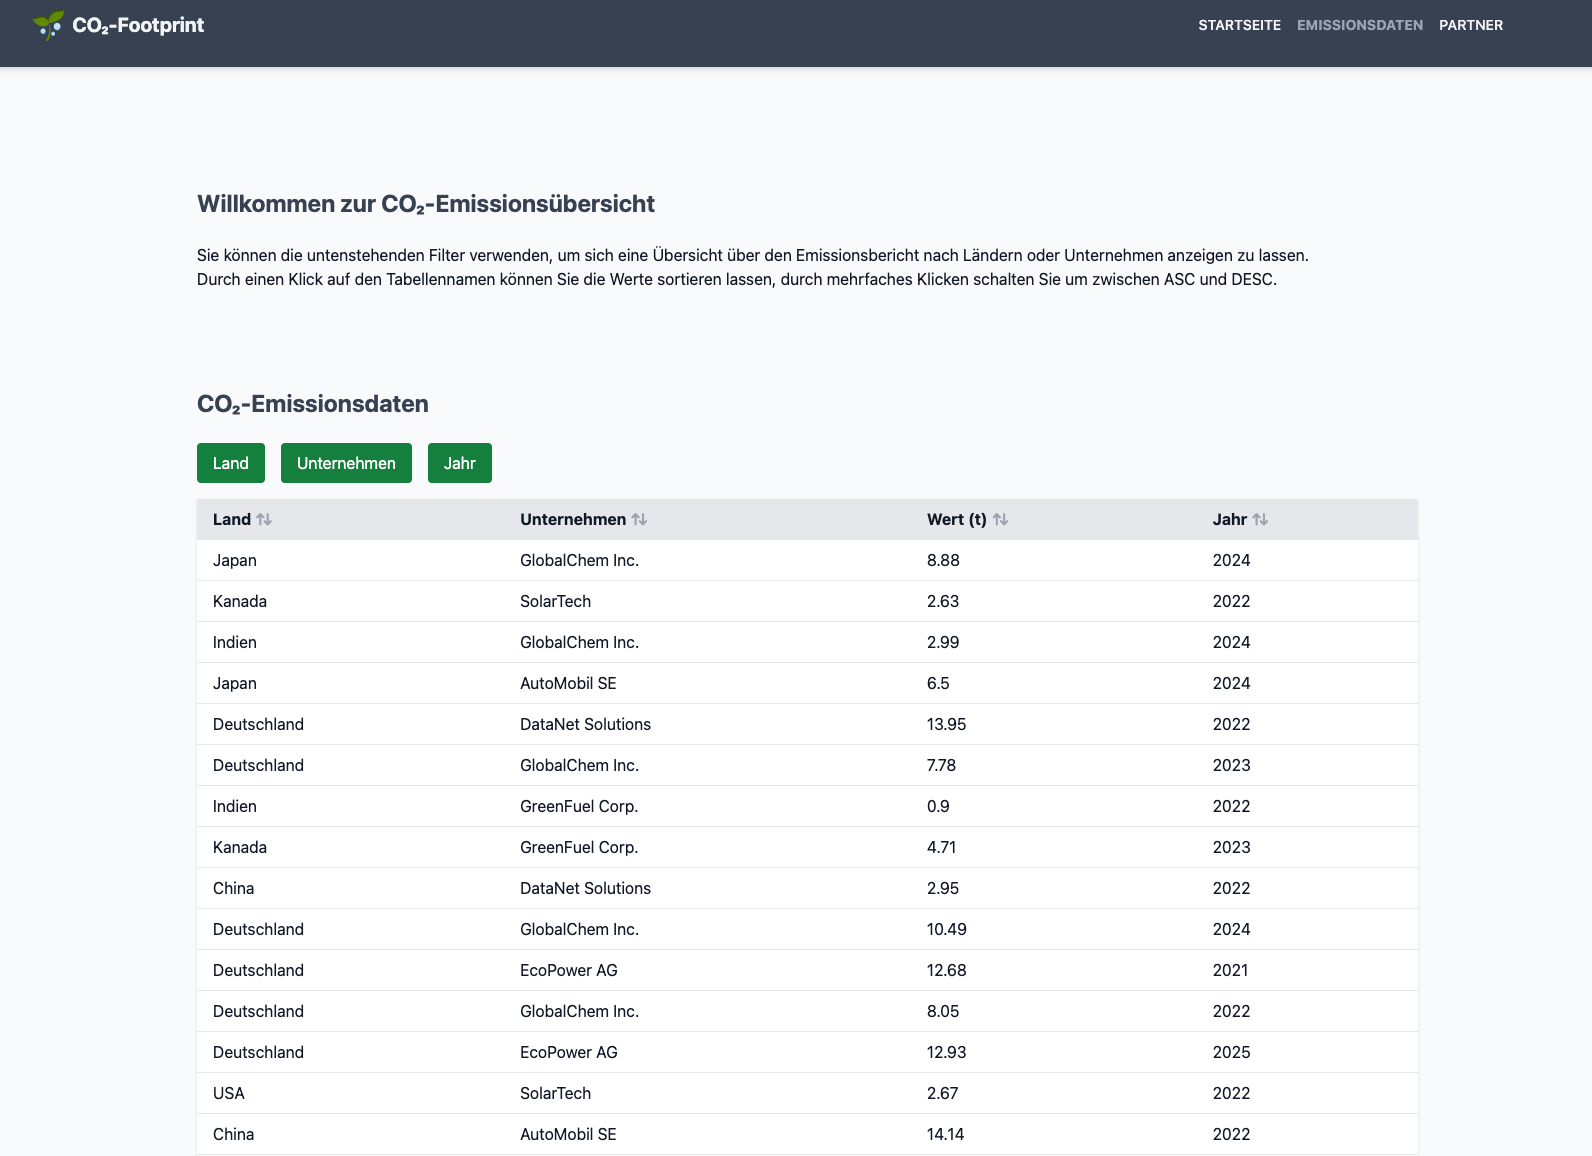 CO₂-Footprint
STARTSEITE EMISSIONSDATEN PARTNER
Willkommen zur CO₂-Emissionsübersicht
Sie können die untenstehenden Filter verwenden, um sich eine Übersicht über den Emissionsbericht nach Ländern oder Unternehmen anzeigen zu lassen.
Durch einen Klick auf den Tabellennamen können Sie die Werte sortieren lassen, durch mehrfaches Klicken schalten Sie um zwischen ASC und DESC.
CO₂-Emissionsdaten
Land Unternehmen Jahr
Land Unternehmen Wert (t) Jahr
Japan GlobalChem Inc. 8.88 2024
Kanada SolarTech 2.63 2022
Indien GlobalChem Inc. 2.99 2024
Japan AutoMobil SE 6.5 2024
Deutschland DataNet Solutions 13.95 2022
Deutschland GlobalChem Inc. 7.78 2023
Indien GreenFuel Corp. 0.9 2022
Kanada GreenFuel Corp. 4.71 2023
China DataNet Solutions 2.95 2022
Deutschland GlobalChem Inc. 10.49 2024
Deutschland EcoPower AG 12.68 2021
Deutschland GlobalChem Inc. 8.05 2022
Deutschland EcoPower AG 12.93 2025
USA SolarTech 2.67 2022
China AutoMobil SE 14.14 2022